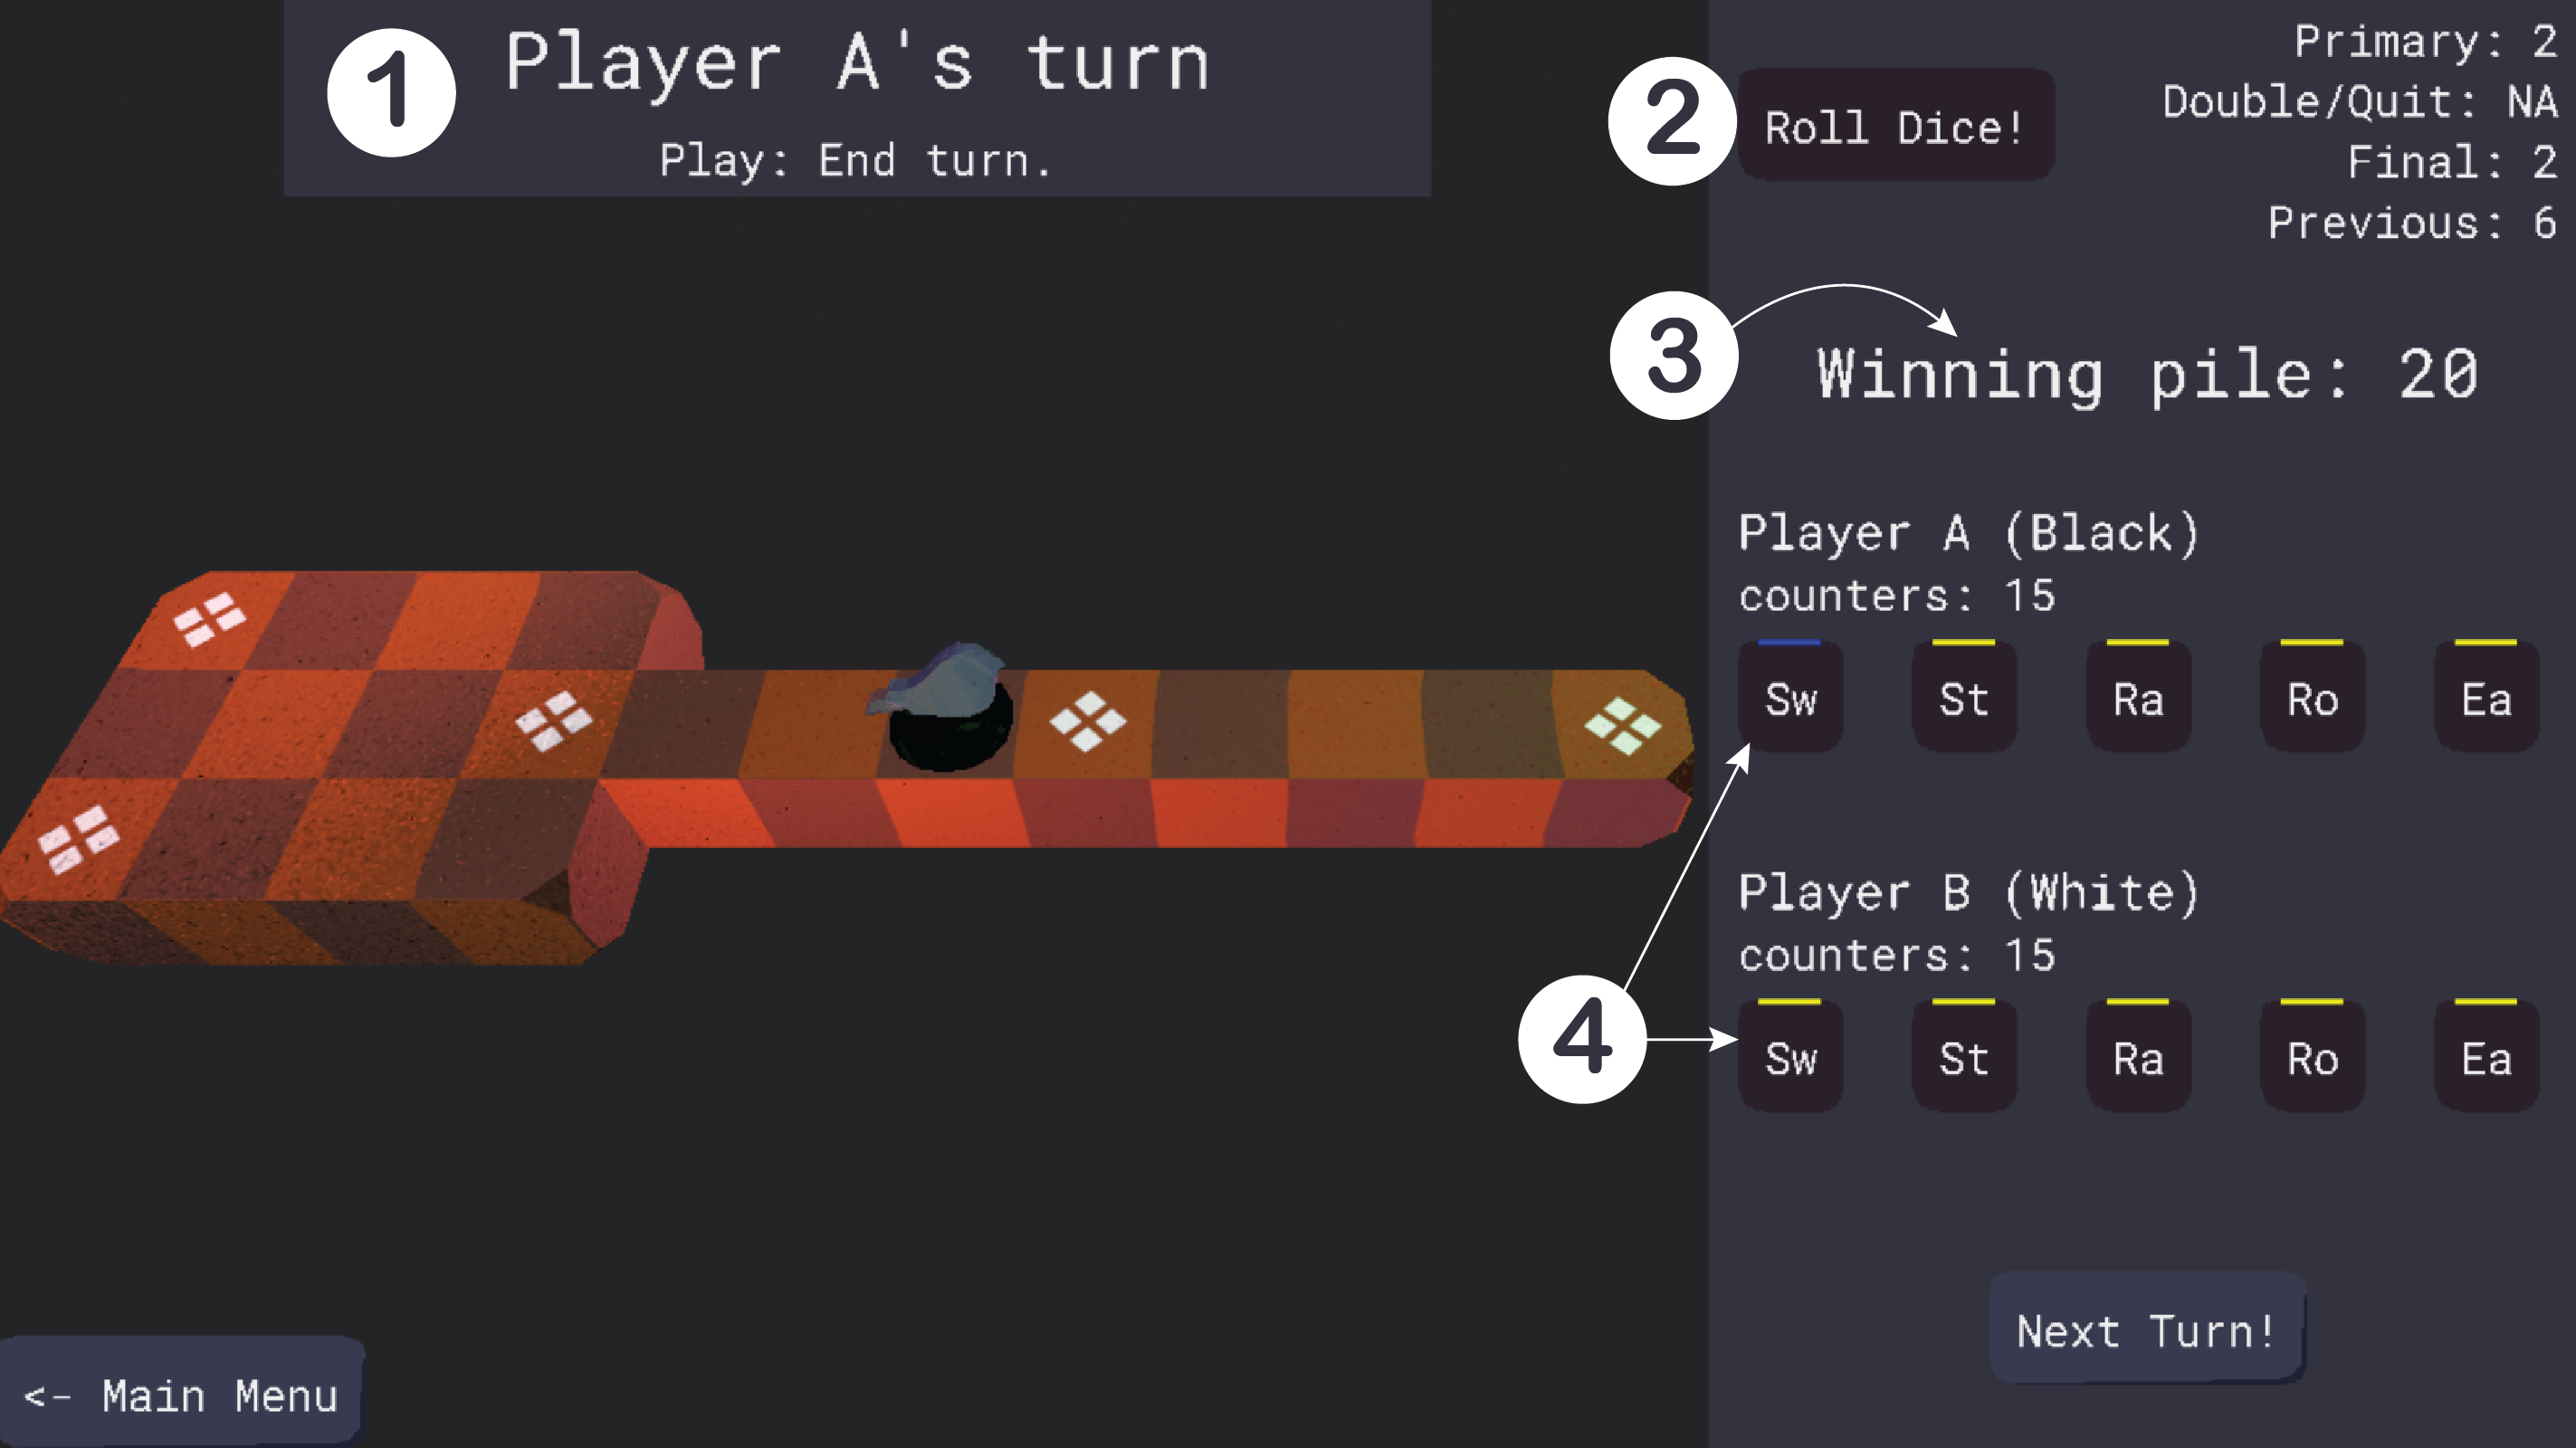 1
Player A's turn
Play: End turn.
2
Roll Dice!
Primary: 2
Double/Quit: NA
Final: 2
Previous: 6
3
Winning pile: 20
Player A (Black)
counters: 15
Sw St Ra Ro Ea
Player B (White)
counters: 15
4
Sw St Ra Ro Ea
Next Turn!
<- Main Menu